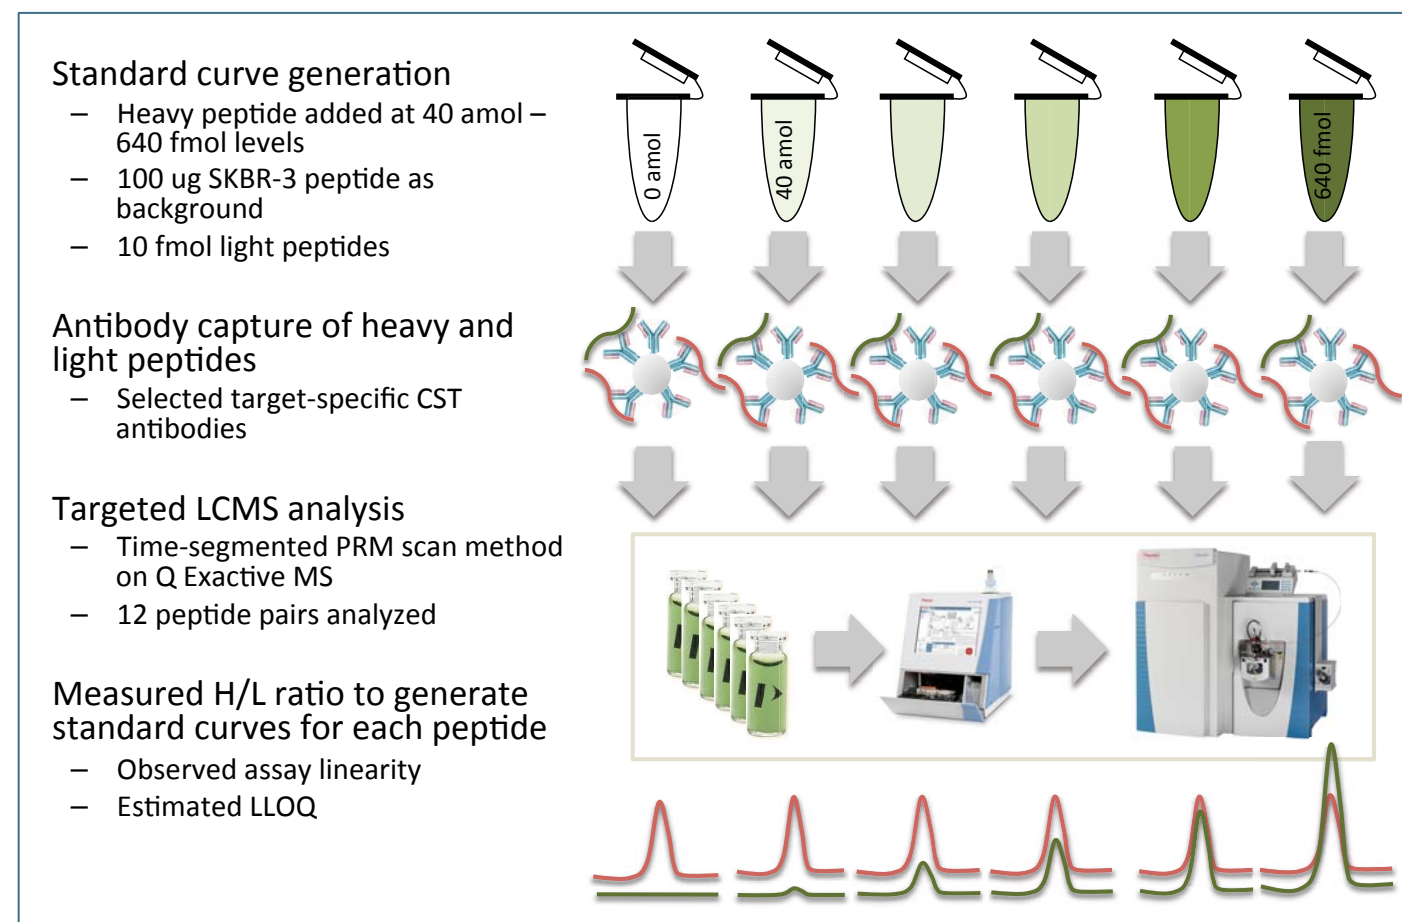 Standard curve generation
– Heavy peptide added at 40 amol –
640 fmol levels
– 100 ug SKBR-3 peptide as
background
– 10 fmol light peptides
Antibody capture of heavy and
light peptides
– Selected target-specific CST
antibodies
Targeted LCMS analysis
– Time-segmented PRM scan method
on Q Exactive MS
– 12 peptide pairs analyzed
Measured H/L ratio to generate
standard curves for each peptide
– Observed assay linearity
– Estimated LLOQ
0 amol
40 amol
640 fmol